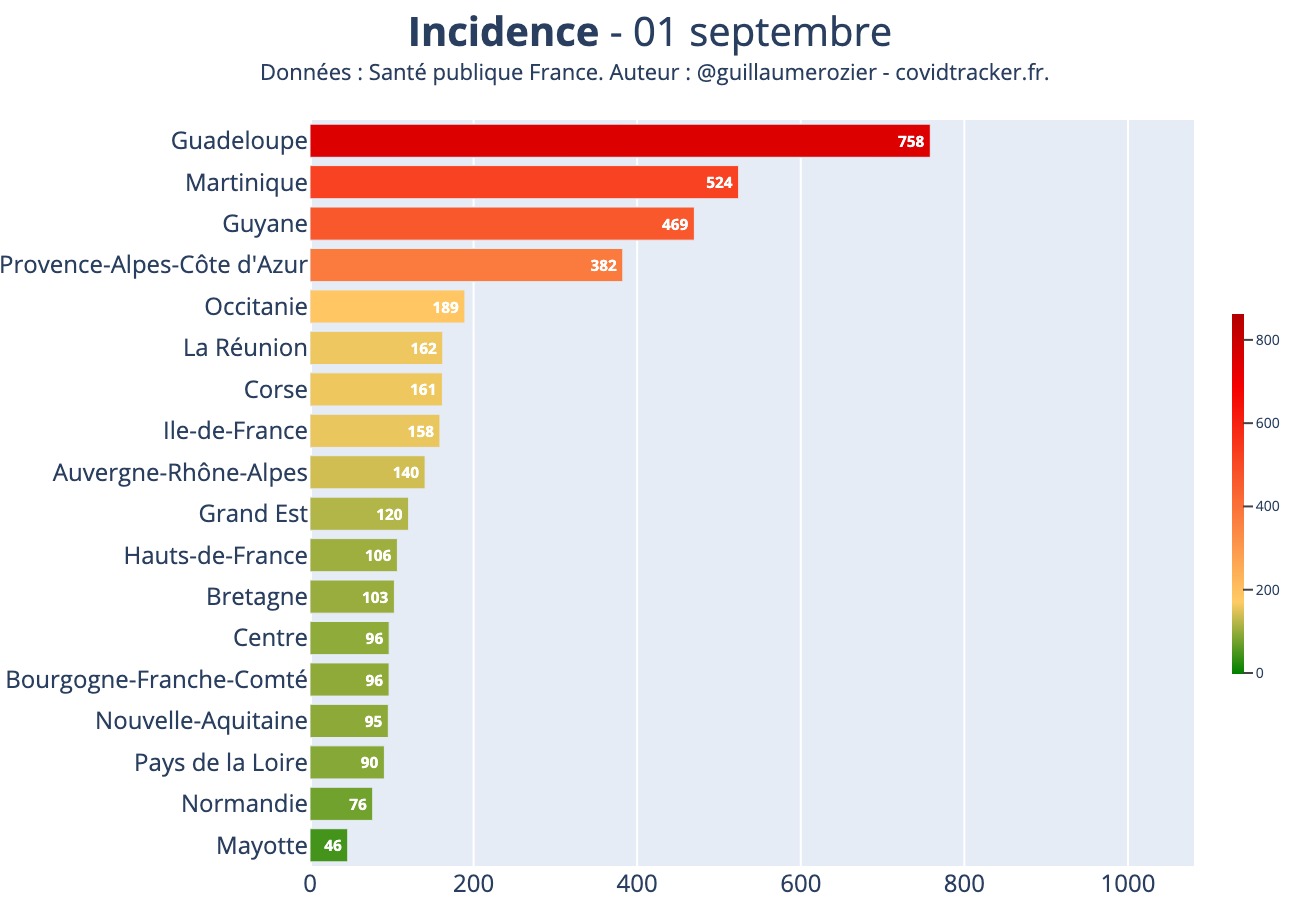 Incidence - 01 septembre
Données : Santé publique France. Auteur : @guillaumerozier - covidtracker.fr.
Guadeloupe 758
Martinique 524
Guyane 469
Provence-Alpes-Côte d'Azur 382
Occitanie 189
La Réunion 162
Corse 161
Ile-de-France 158
Auvergne-Rhône-Alpes 140
Grand Est 120
Hauts-de-France 106
Bretagne 103
Centre 96
Bourgogne-Franche-Comté 96
Nouvelle-Aquitaine 95
Pays de la Loire 90
Normandie 76
Mayotte 46
0 200 400 600 800 1000
800
600
400
200
0